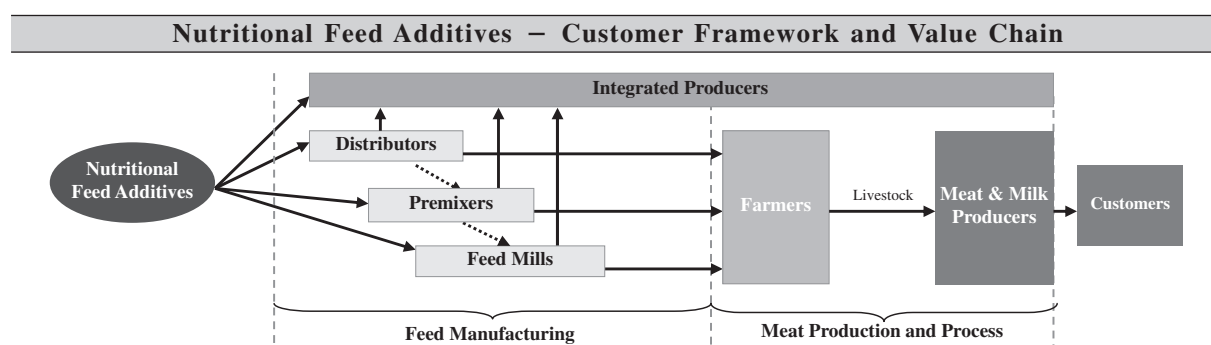 Nutritional Feed Additives – Customer Framework and Value Chain
Integrated Producers
Distributors
Nutritional
Feed Additives
Premixers
Feed Mills
Farmers
Livestock
Meat & Milk
Producers
Customers
Feed Manufacturing
Meat Production and Process